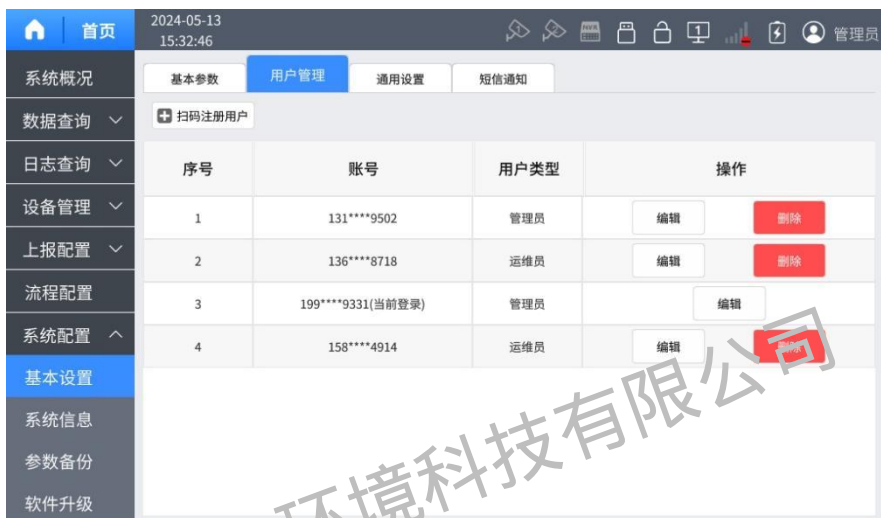 首页
2024-05-13
15:32:46
1
管理员
系统概况
数据查询
日志查询
设备管理
上报配置
流程配置
系统配置
基本设置
系统信息
参数备份
软件升级
基本参数 用户管理 通用设置 短信通知
扫码注册用户
序号 账号 用户类型 操作
1 131****9502 管理员 编辑 删除
2 136****8718 运维员 编辑 删除
3 199****9331(当前登录) 管理员 编辑
4 158****4914 运维员 编辑 删除
环境科技有限公司